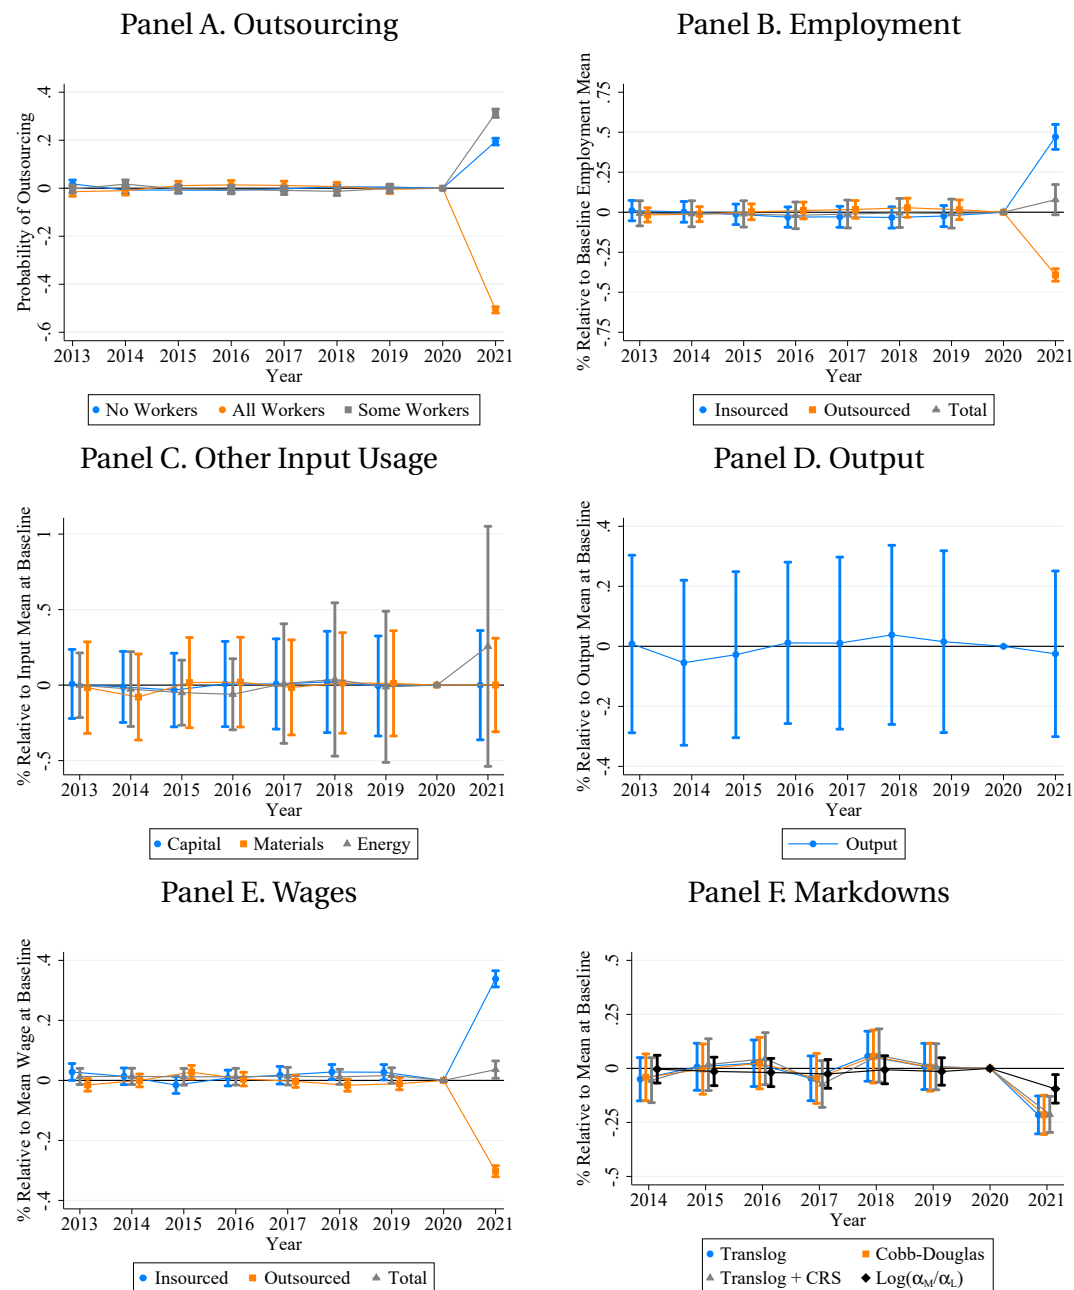 Panel A. Outsourcing
Probability of Outsourcing
.4
.2
0
-.2
-.4
-.6
2013 2014 2015 2016 2017 2018 2019 2020 2021
Year
No Workers All Workers Some Workers
Panel B. Employment
% Relative to Baseline Employment Mean
.75
.5
.25
0
-.25
-.5
-.75
2013 2014 2015 2016 2017 2018 2019 2020 2021
Year
Insourced Outsourced Total
Panel C. Other Input Usage
% Relative to Input Mean at Baseline
1
.5
0
-.5
2013 2014 2015 2016 2017 2018 2019 2020 2021
Year
Capital Materials Energy
Panel D. Output
% Relative to Output Mean at Baseline
.4
.2
0
-.2
-.4
2013 2014 2015 2016 2017 2018 2019 2020 2021
Year
Output
Panel E. Wages
% Relative to Mean Wage at Baseline
.4
.2
0
-.2
-.4
2013 2014 2015 2016 2017 2018 2019 2020 2021
Year
Insourced Outsourced Total
Panel F. Markdowns
% Relative to Mean at Baseline
.5
.25
0
-.25
-.5
2014 2015 2016 2017 2018 2019 2020 2021
Year
Translog Cobb-Douglas
Translog + CRS Log(α_M/α_L)